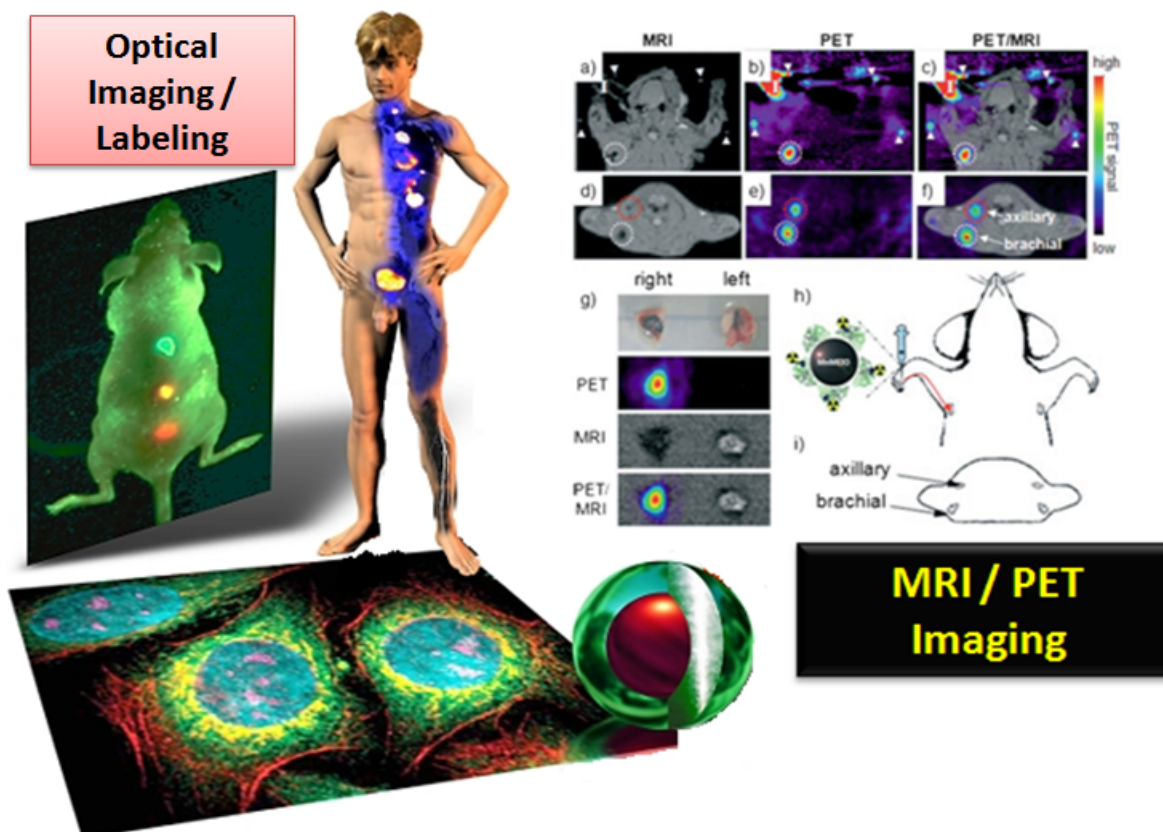 Optical
Imaging /
Labeling
MRI
PET
PET/MRI
a)
b)
c)
high
I
I
I
PET signal
d)
e)
f)
axillary
brachial
low
right
left
g)
PET
MRI
PET/
MRI
h)
i)
axillary
brachial
MRI / PET
Imaging